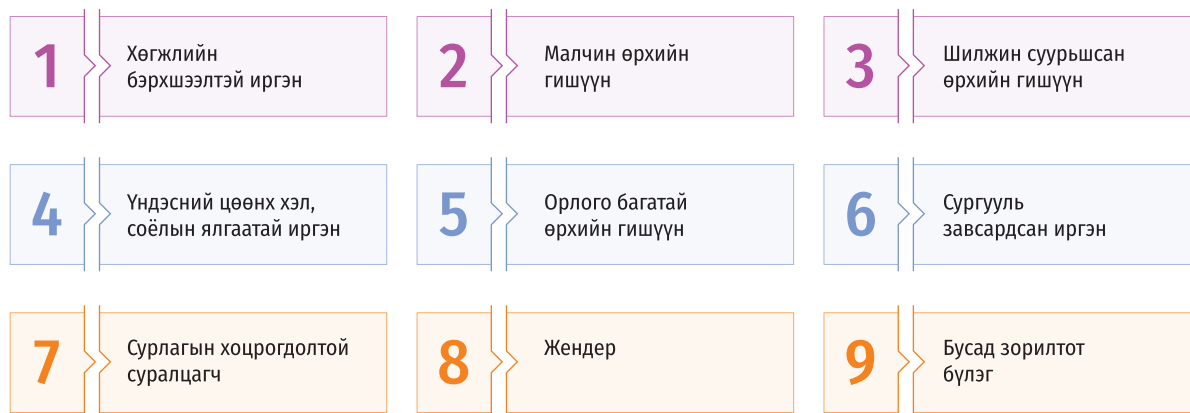 1
Хөгжлийн
бэрхшээлтэй иргэн
2
Малчин өрхийн
гишүүн
3
Шилжин суурьшсан
өрхийн гишүүн
4
Үндэсний цөөнх хэл,
соёлын ялгаатай иргэн
5
Орлого багатай
өрхийн гишүүн
6
Сургууль
завсардсан иргэн
7
Сурлагын хоцрогдолтой
суралцагч
8
Жендер
9
Бусад зорилтот
бүлэг